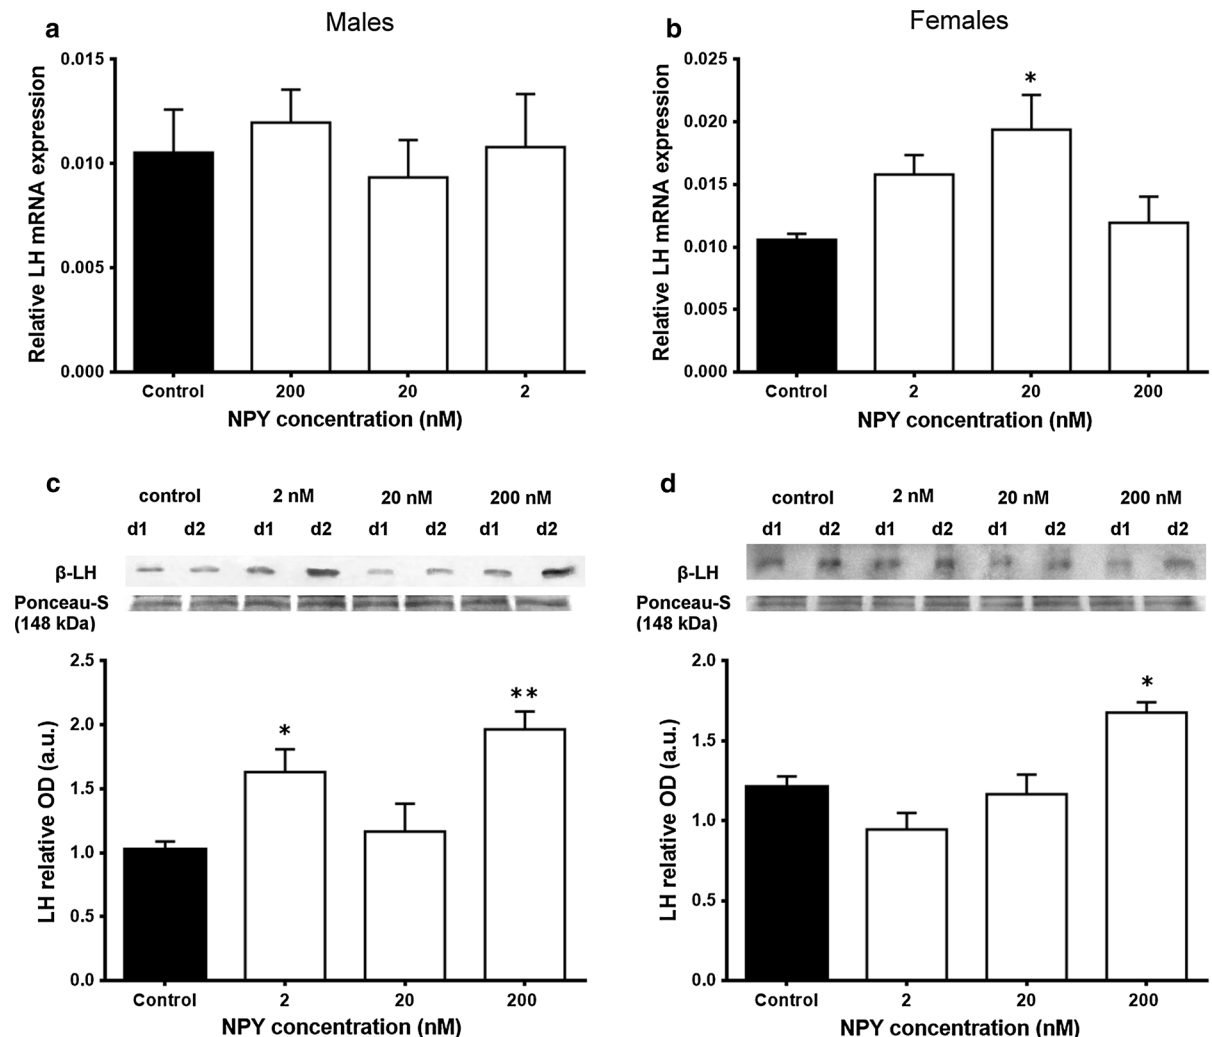 a
Males
Relative LH mRNA expression
0.015
0.010
0.005
0.000
Control 200 20 2
NPY concentration (nM)
b
Females
Relative LH mRNA expression
0.025
0.020
0.015
0.010
0.005
0.000
*
Control 2 20 200
NPY concentration (nM)
c
control 2 nM 20 nM 200 nM
d1 d2 d1 d2 d1 d2 d1 d2
β-LH
Ponceau-S
(148 kDa)
LH relative OD (a.u.)
2.5
2.0
1.5
1.0
0.5
0.0
*
**
Control 2 20 200
NPY concentration (nM)
d
control 2 nM 20 nM 200 nM
d1 d2 d1 d2 d1 d2 d1 d2
β-LH
Ponceau-S
(148 kDa)
LH relative OD (a.u.)
2.0
1.5
1.0
0.5
0.0
*
Control 2 20 200
NPY concentration (nM)